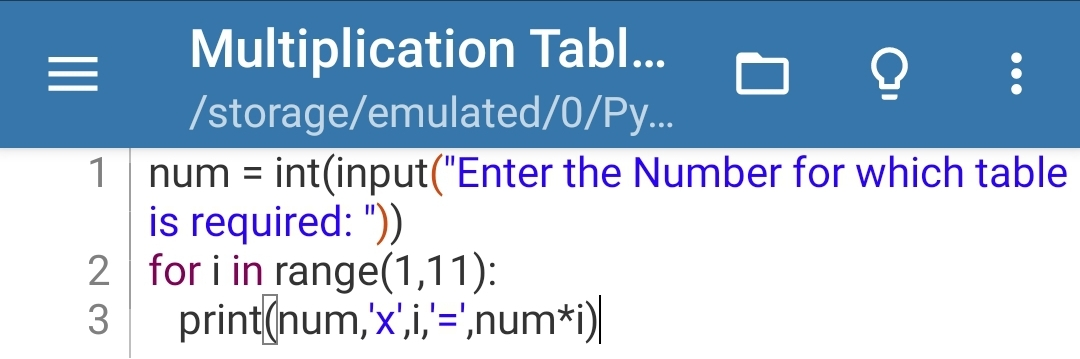 Multiplication Tabl...
/storage/emulated/0/Py...
1 num = int(input("Enter the Number for which table
is required: "))
2 for i in range(1,11):
3 print(num,'x',i,'=',num*i)